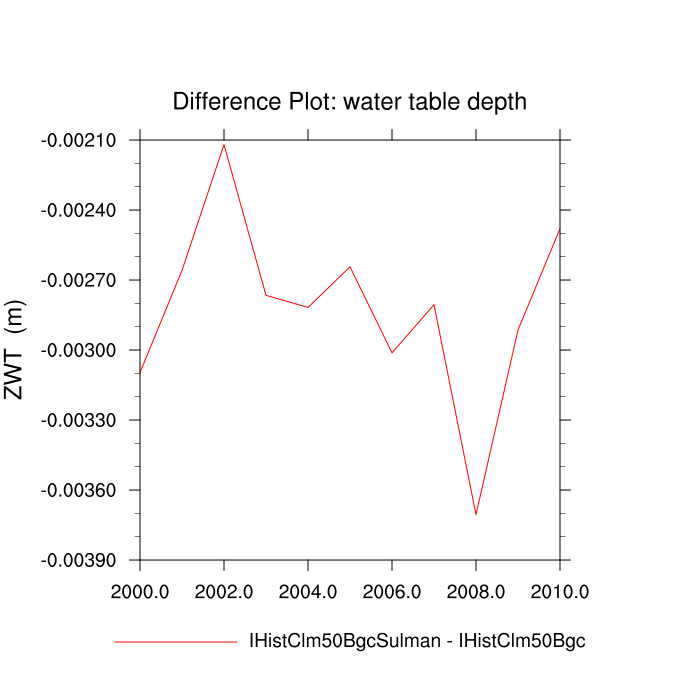 Difference Plot: water table depth
-0.00210
-0.00240
-0.00270
-0.00300
-0.00330
-0.00360
-0.00390
ZWT (m)
2000.0 2002.0 2004.0 2006.0 2008.0 2010.0
IHistClm50BgcSulman - IHistClm50Bgc